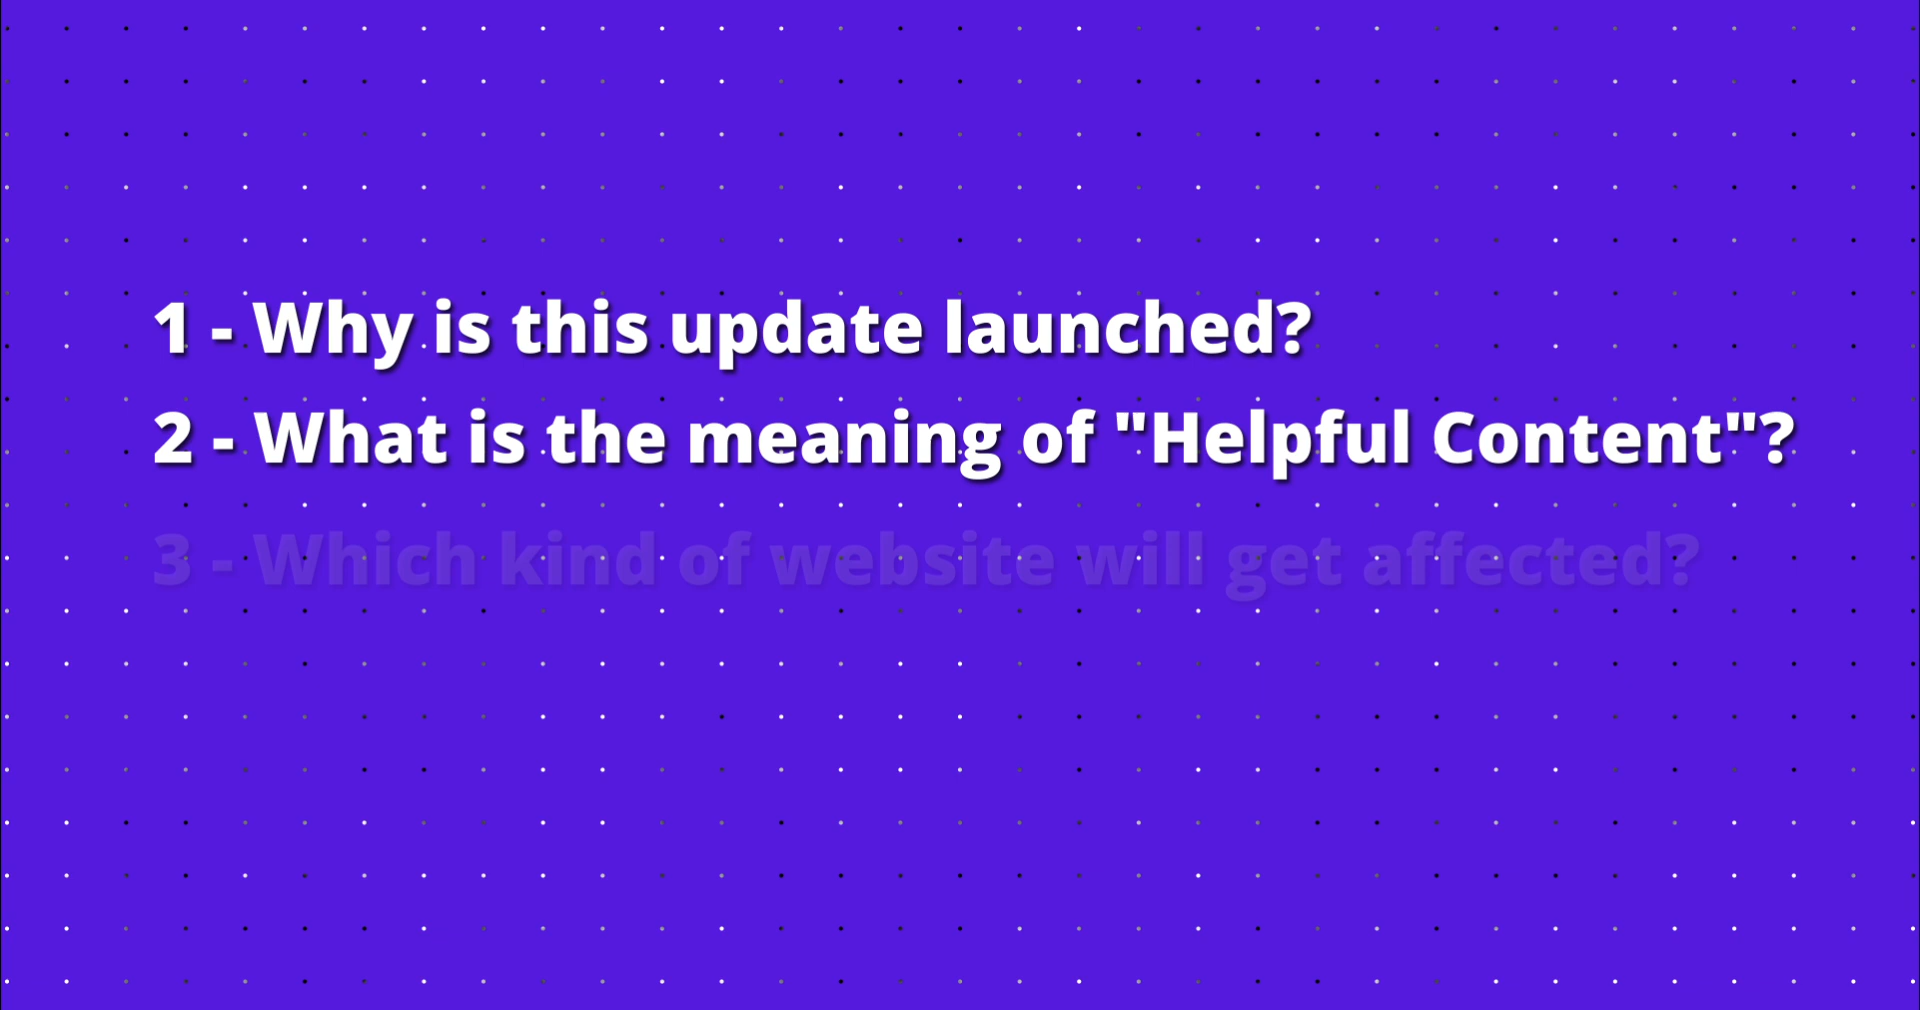 1 - Why is this update launched?
2 - What is the meaning of "Helpful Content"?
3 - Which kind of website will get affected?